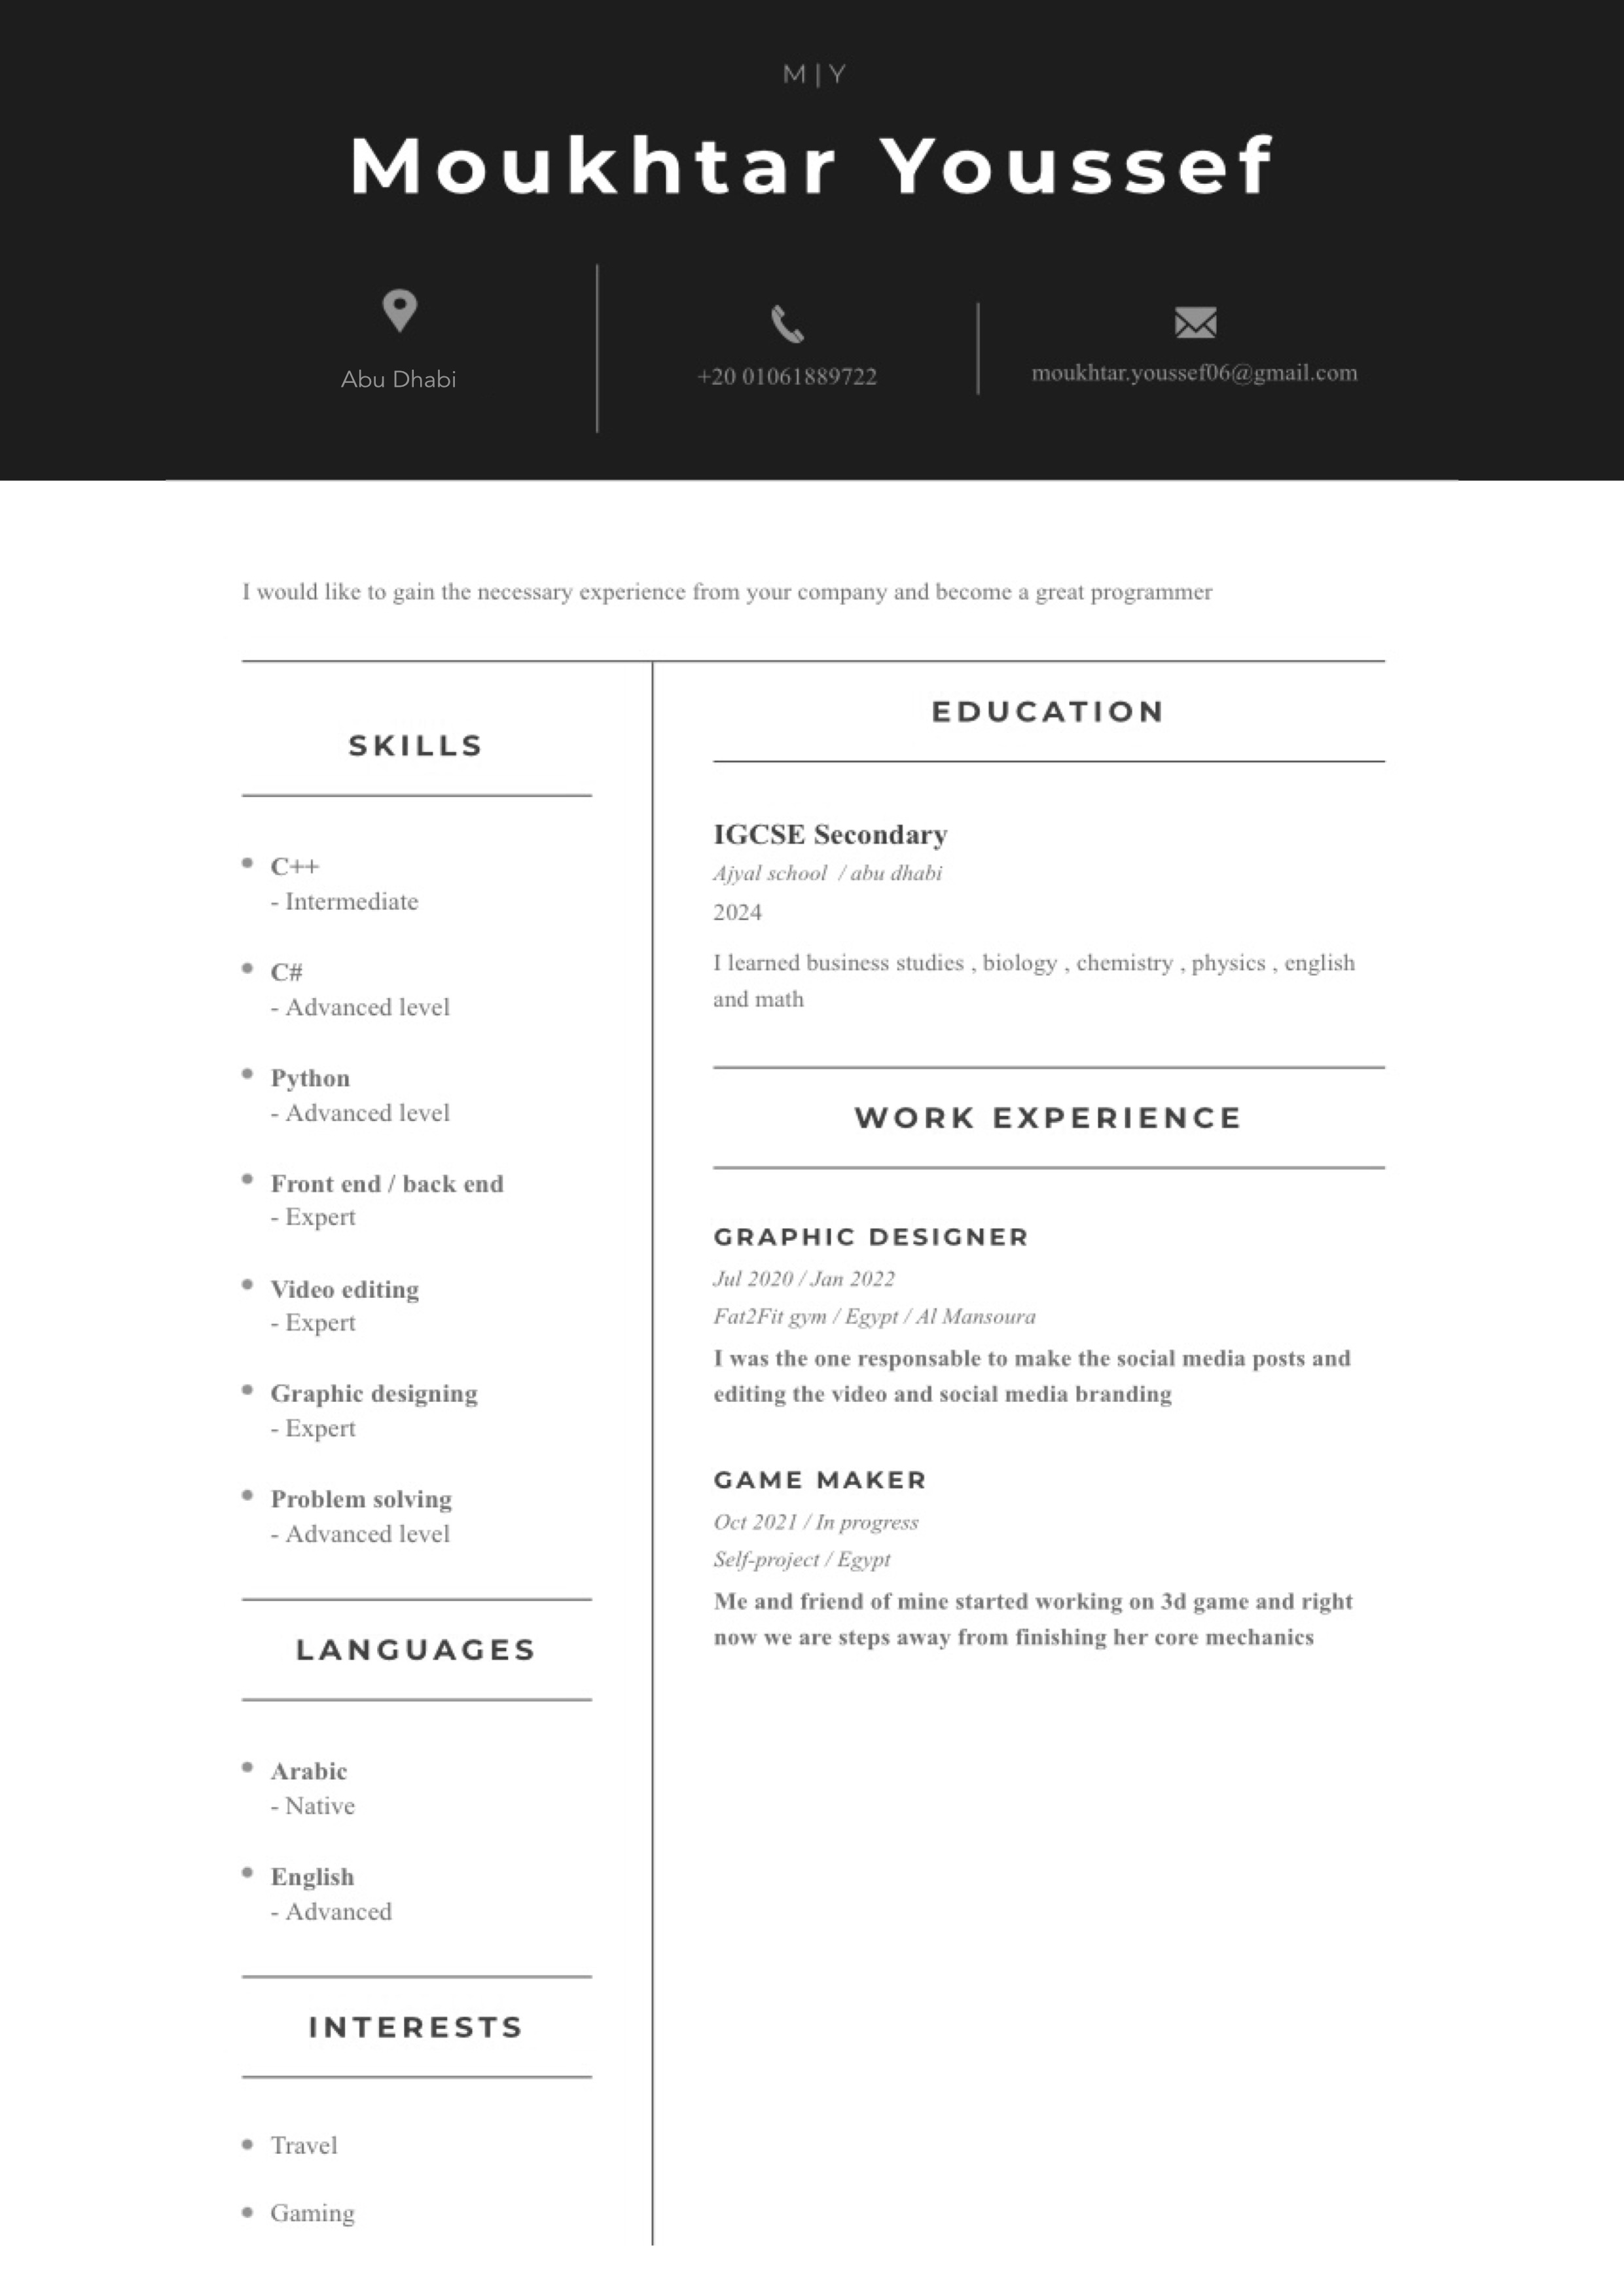 M|Y
Moukhtar Youssef
Abu Dhabi
+20 01061889722
moukhtar.youssef06@gmail.com
I would like to gain the necessary experience from your company and become a great programmer
SKILLS
• C++
- Intermediate
• C#
- Advanced level
• Python
- Advanced level
• Front end / back end
- Expert
• Video editing
- Expert
• Graphic designing
- Expert
• Problem solving
- Advanced level
LANGUAGES
• Arabic
- Native
• English
- Advanced
INTERESTS
• Travel
• Gaming
EDUCATION
IGCSE Secondary
Ajyal school / abu dhabi
2024
I learned business studies , biology , chemistry , physics , english
and math
WORK EXPERIENCE
GRAPHIC DESIGNER
Jul 2020 / Jan 2022
Fat2Fit gym / Egypt / Al Mansoura
I was the one responsable to make the social media posts and
editing the video and social media branding
GAME MAKER
Oct 2021 / In progress
Self-project / Egypt
Me and friend of mine started working on 3d game and right
now we are steps away from finishing her core mechanics